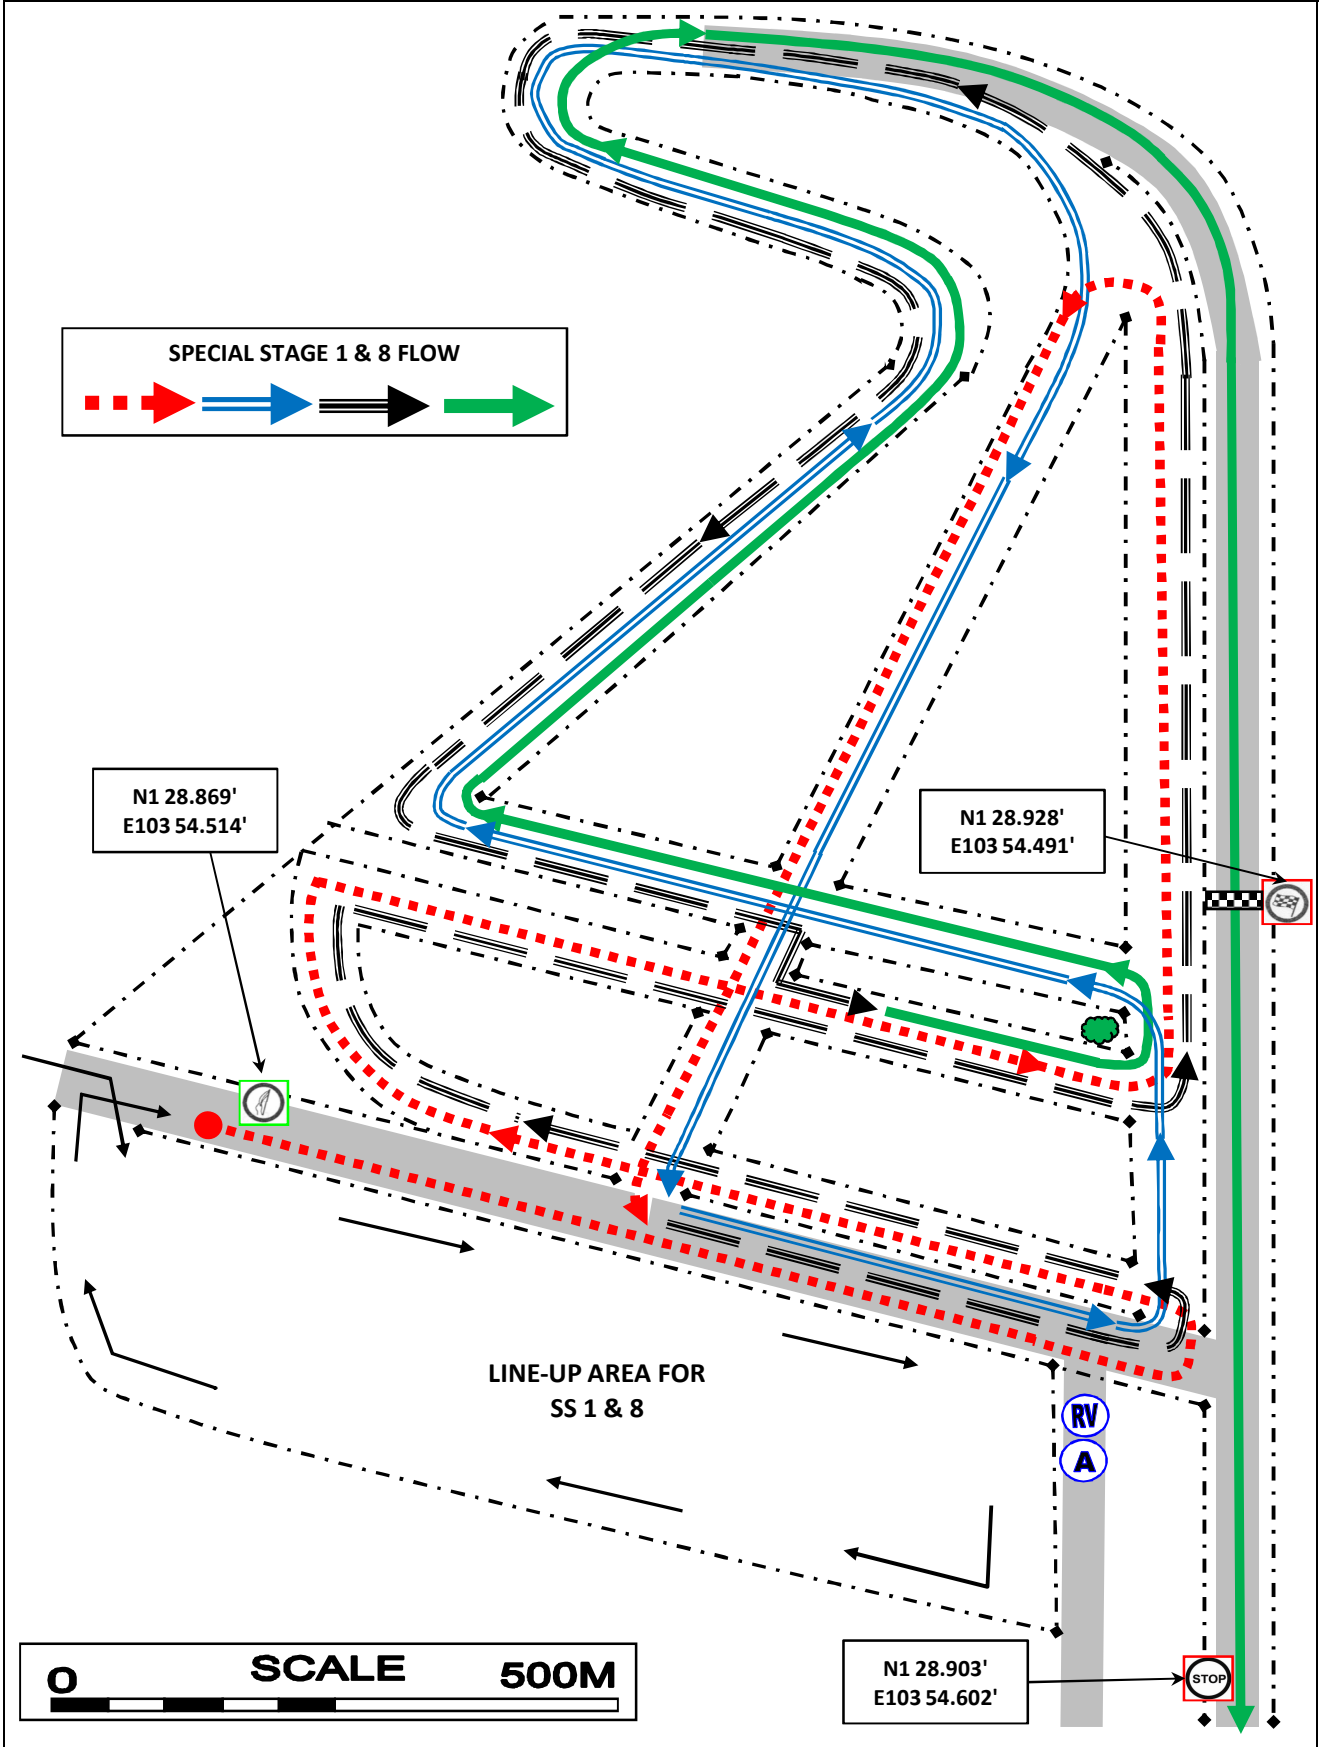 SPECIAL STAGE 1 & 8 FLOW
N1 28.869'
E103 54.514'
N1 28.928'
E103 54.491'
LINE-UP AREA FOR
SS 1 & 8
RV
A
0 SCALE 500M
N1 28.903'
E103 54.602'
STOP